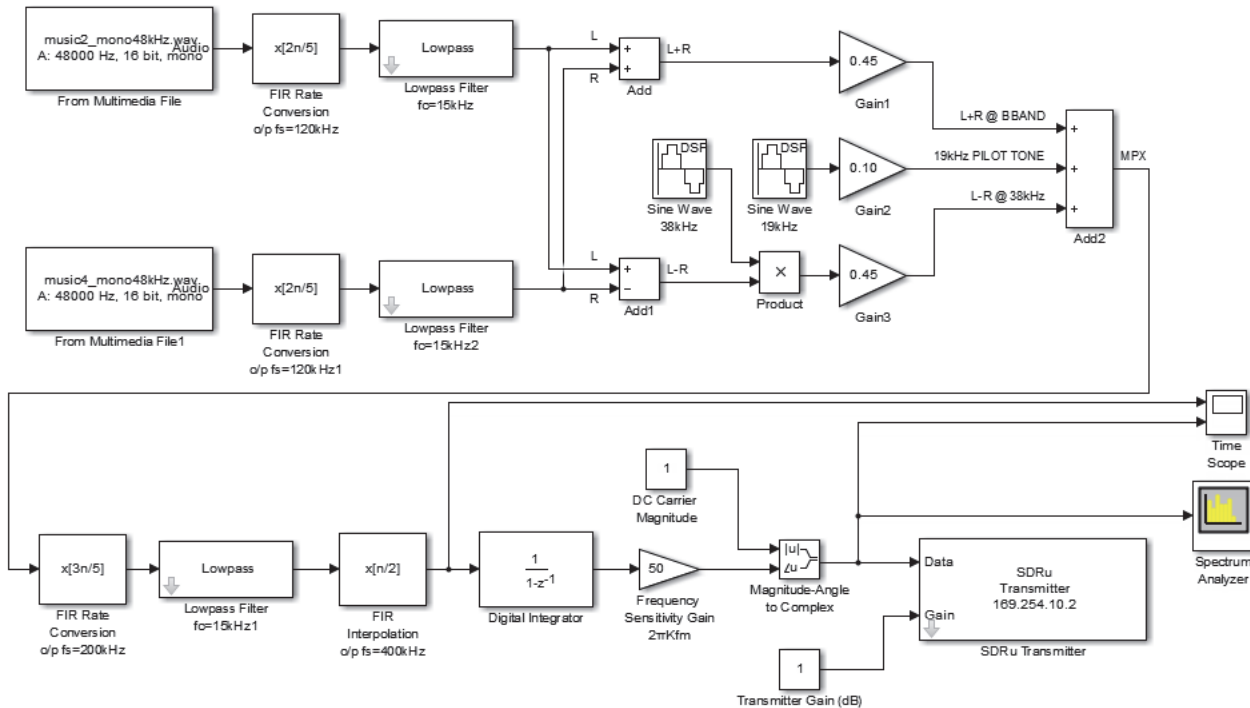 music2_mono48kHz.wav
Audio
A: 48000 Hz, 16 bit, mono
From Multimedia File
x[2n/5]
FIR Rate
Conversion
o/p fs=120kHz
Lowpass
Lowpass Filter
fc=15kHz
L
R
+
+
Add
L+R
0.45
Gain1
DSP
Sine Wave
38kHz
DSP
Sine Wave
19kHz
0.10
Gain2
L+R @ BBAND
19kHz PILOT TONE
L-R @ 38kHz
+
+
+
Add2
MPX
music4_mono48kHz.wav
Audio
A: 48000 Hz, 16 bit, mono
From Multimedia File1
x[2n/5]
FIR Rate
Conversion
o/p fs=120kHz1
Lowpass
Lowpass Filter
fc=15kHz2
L
R
+
−
Add1
L-R
×
Product
0.45
Gain3
x[3n/5]
FIR Rate
Conversion
o/p fs=200kHz
Lowpass
Lowpass Filter
fc=15kHz1
x[n/2]
FIR
Interpolation
o/p fs=400kHz
1
1-z-1
Digital Integrator
50
Frequency
Sensitivity Gain
2πKfm
1
DC Carrier
Magnitude
|u|
∠u
Magnitude-Angle
to Complex
1
Transmitter Gain (dB)
Data
Gain
SDRu
Transmitter
169.254.10.2
SDRu Transmitter
Time
Scope
Spectrum
Analyzer